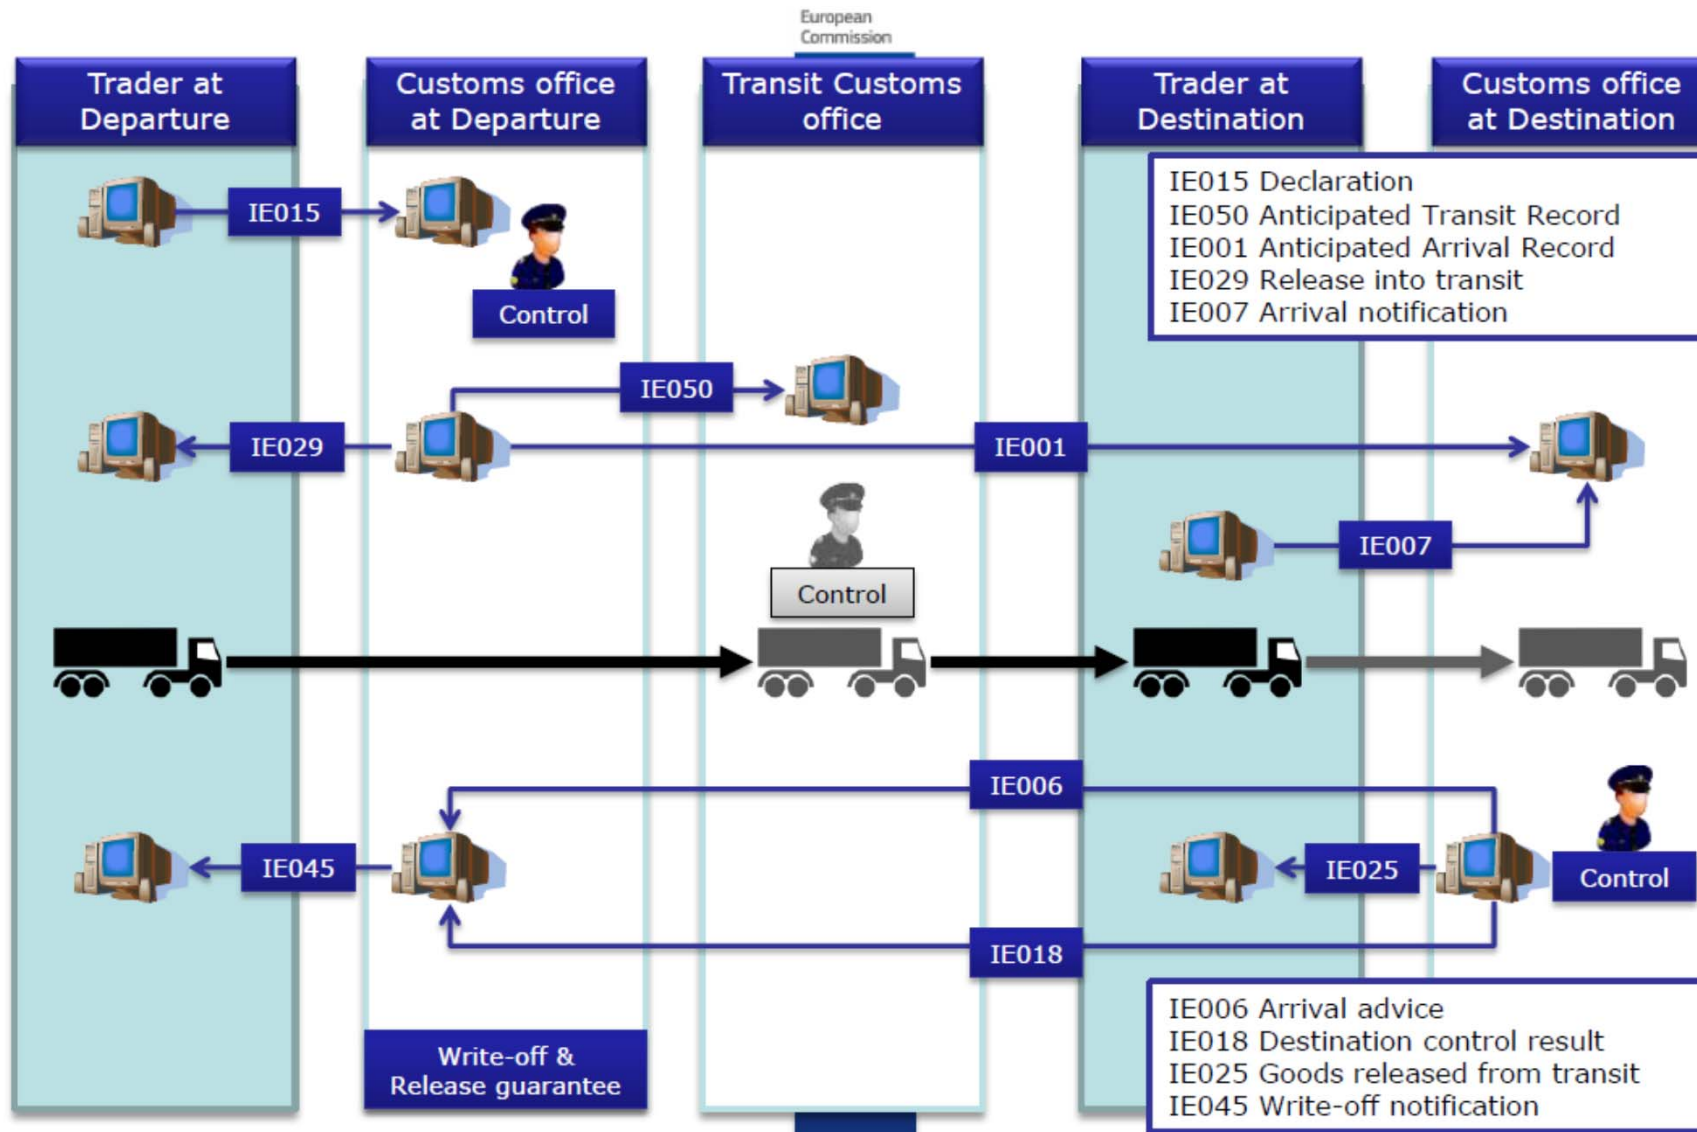 European
Commission
Trader at
Departure
Customs office
at Departure
Transit Customs
office
Trader at
Destination
Customs office
at Destination
IE015 Declaration
IE050 Anticipated Transit Record
IE001 Anticipated Arrival Record
IE029 Release into transit
IE007 Arrival notification
IE015
Control
IE050
IE029
IE001
IE007
Control
IE006
IE045
IE025
Control
IE018
Write-off &
Release guarantee
IE006 Arrival advice
IE018 Destination control result
IE025 Goods released from transit
IE045 Write-off notification